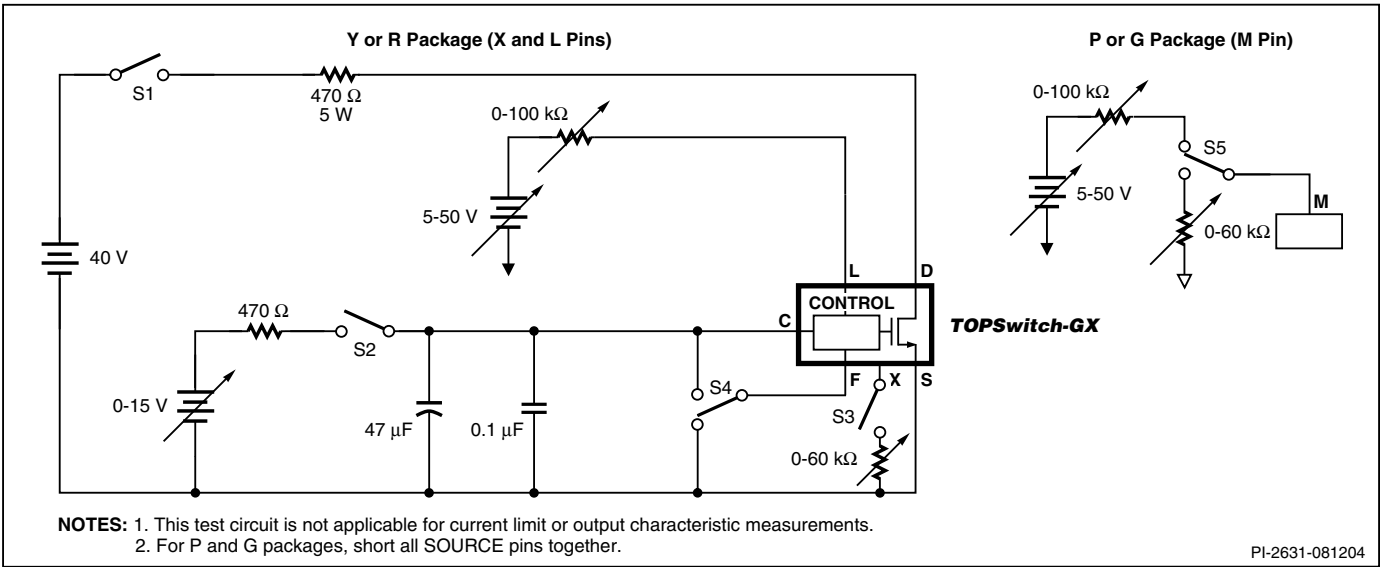 Y or R Package (X and L Pins)
P or G Package (M Pin)
S1
470 Ω
5 W
0-100 kΩ
5-50 V
40 V
0-100 kΩ
S5
5-50 V
M
0-60 kΩ
L
D
CONTROL
C
TOPSwitch-GX
F
X
S
470 Ω
S2
0-15 V
47 µF
0.1 µF
S4
S3
0-60 kΩ
NOTES: 1. This test circuit is not applicable for current limit or output characteristic measurements.
2. For P and G packages, short all SOURCE pins together.
PI-2631-081204